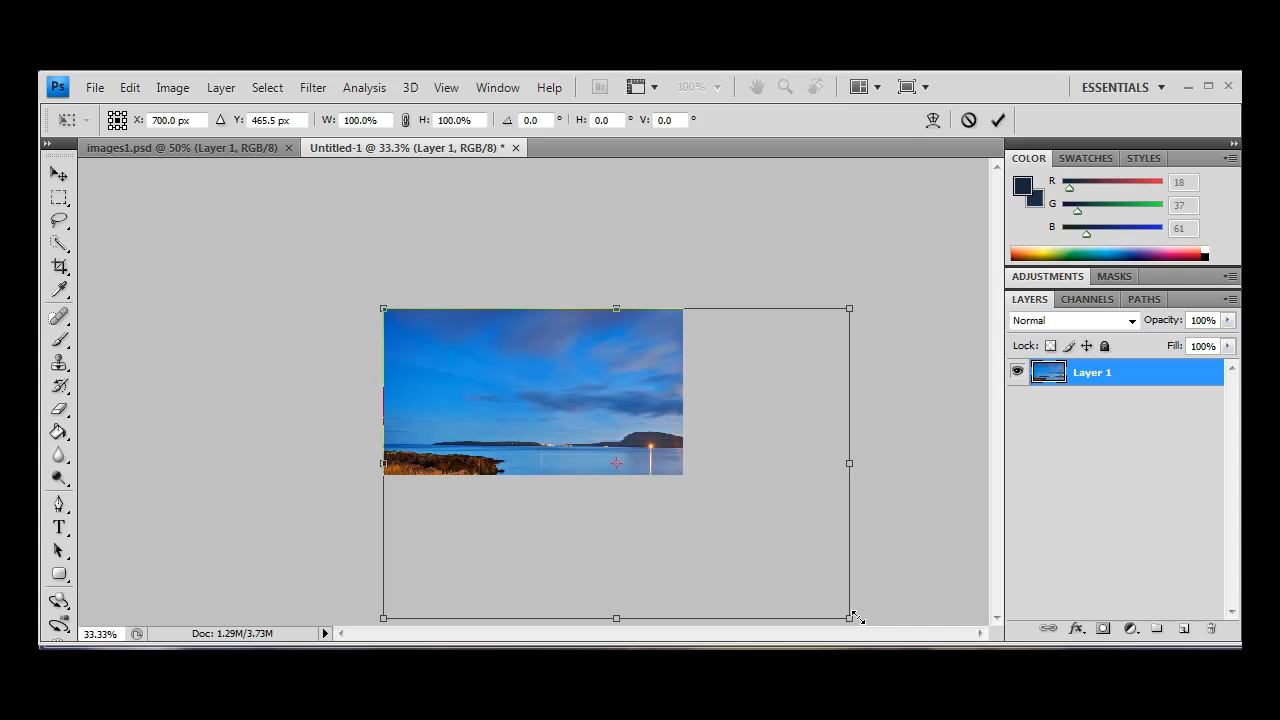 Ps File Edit Image Layer Select Filter Analysis 3D View Window Help Br 100% ESSENTIALS
X: 700.0 px Y: 465.5 px W: 100.0% H: 100.0% 0.0 ° H: 0.0 ° V: 0.0 °
images1.psd @ 50% (Layer 1, RGB/8) × Untitled-1 @ 33.3% (Layer 1, RGB/8) * ×
COLOR SWATCHES STYLES
R 18
G 37
B 61
ADJUSTMENTS MASKS
LAYERS CHANNELS PATHS
Normal Opacity: 100%
Lock: Fill: 100%
Layer 1
T
33.33% Doc: 1.29M/3.73M fx